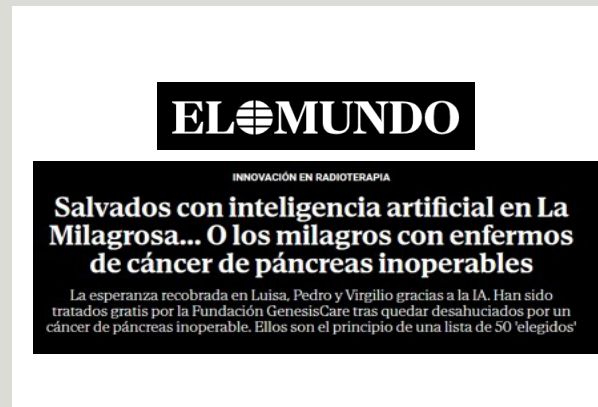 EL MUNDO
INNOVACIÓN EN RADIOTERAPIA
Salvados con inteligencia artificial en La
Milagrosa... O los milagros con enfermos
de cáncer de páncreas inoperables
La esperanza recobrada en Luisa, Pedro y Virgilio gracias a la IA. Han sido
tratados gratis por la Fundación GenesisCare tras quedar desahuciados por un
cáncer de páncreas inoperable. Ellos son el principio de una lista de 50 'elegidos'